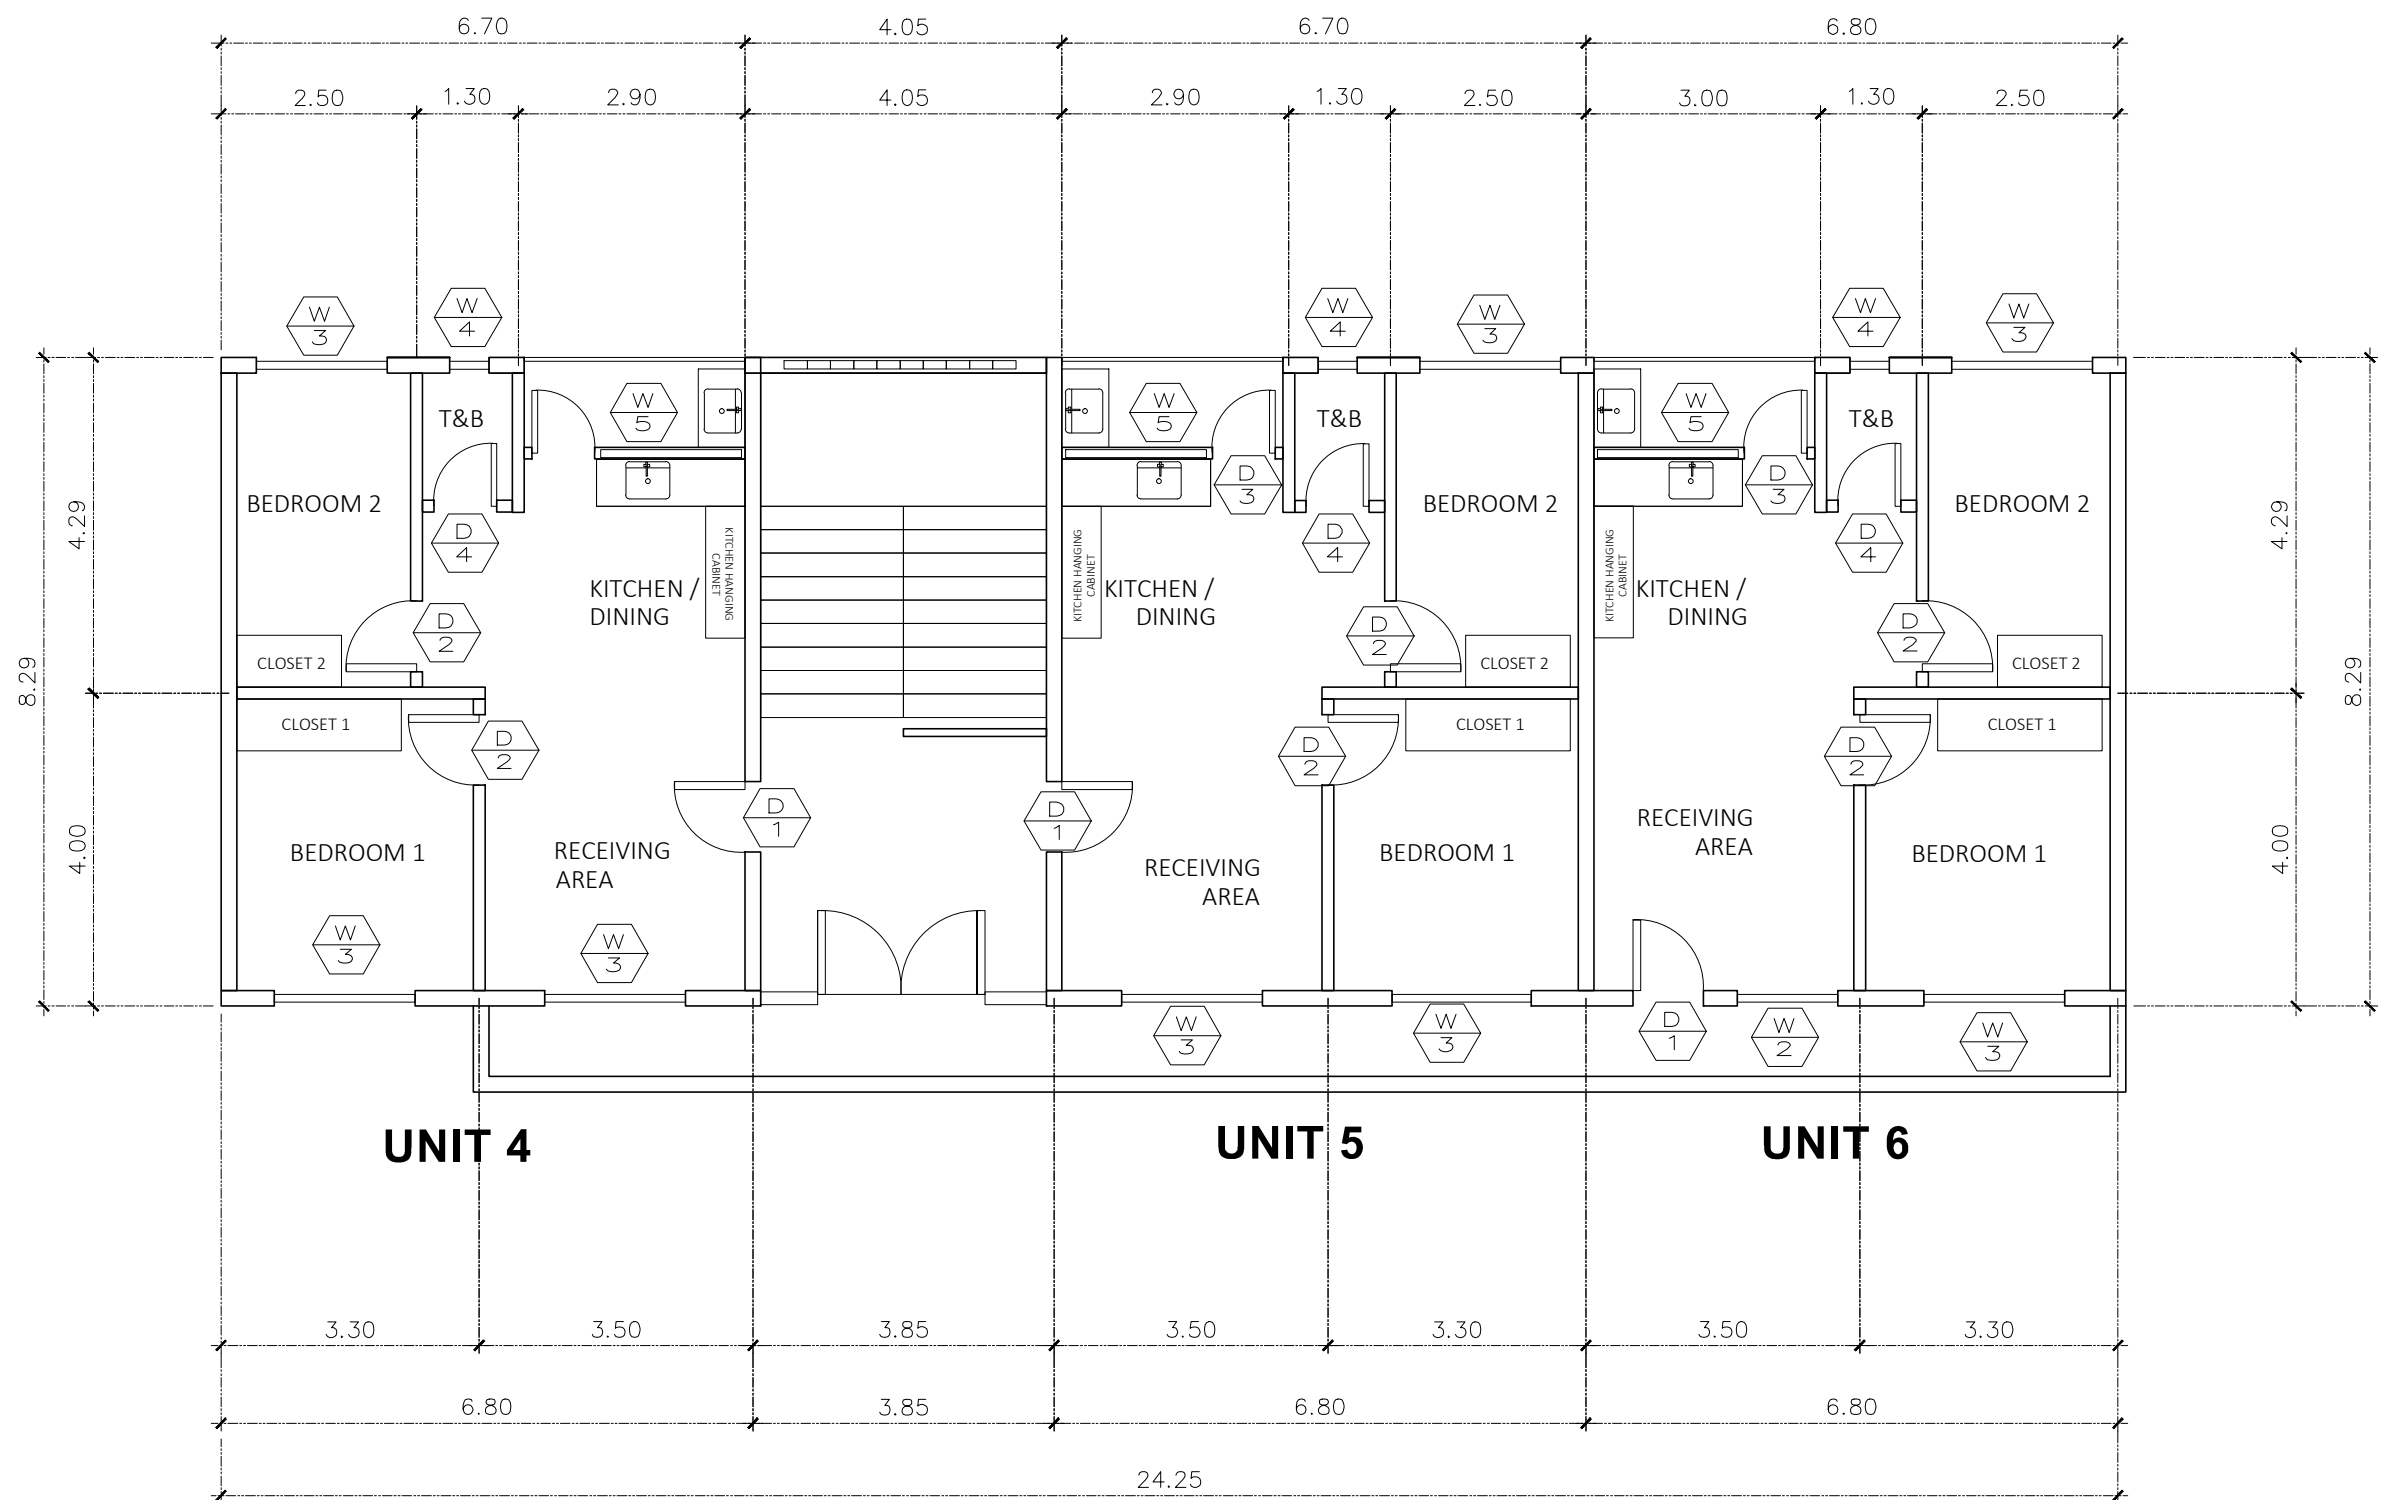 6.70 4.05 6.70 6.80
2.50 1.30 2.90 4.05 2.90 1.30 2.50 3.00 1.30 2.50
W 3
W 4
W 4
W 3
W 4
W 3
T&B
W 5
W 5
T&B
W 5
T&B
D 3
D 3
BEDROOM 2
BEDROOM 2
BEDROOM 2
4.29
4.29
D 4
D 4
D 4
KITCHEN HANGING
CABINET
KITCHEN HANGING
CABINET
KITCHEN HANGING
CABINET
KITCHEN /
DINING
KITCHEN /
DINING
KITCHEN /
DINING
D 2
D 2
D 2
CLOSET 2
CLOSET 2
CLOSET 2
8.29
8.29
CLOSET 1
CLOSET 1
CLOSET 1
D 2
D 2
D 2
D 1
D 1
4.00
4.00
BEDROOM 1
RECEIVING
AREA
RECEIVING
AREA
BEDROOM 1
RECEIVING
AREA
BEDROOM 1
W 3
W 3
W 3
W 3
D 1
W 2
W 3
UNIT 4
UNIT 5
UNIT 6
3.30 3.50 3.85 3.50 3.30 3.50 3.30
6.80 3.85 6.80 6.80
24.25